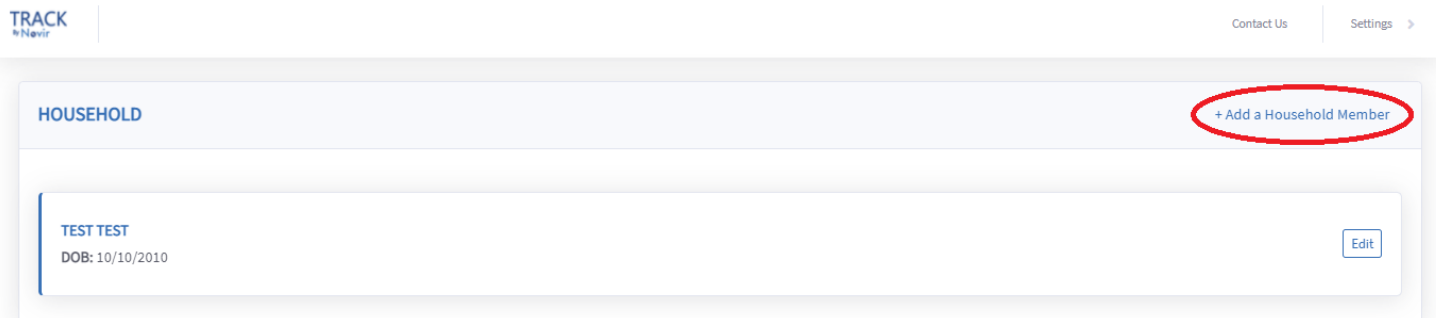 TRACK
By Novir
Contact Us
Settings
HOUSEHOLD
+ Add a Household Member
TEST TEST
DOB: 10/10/2010
Edit